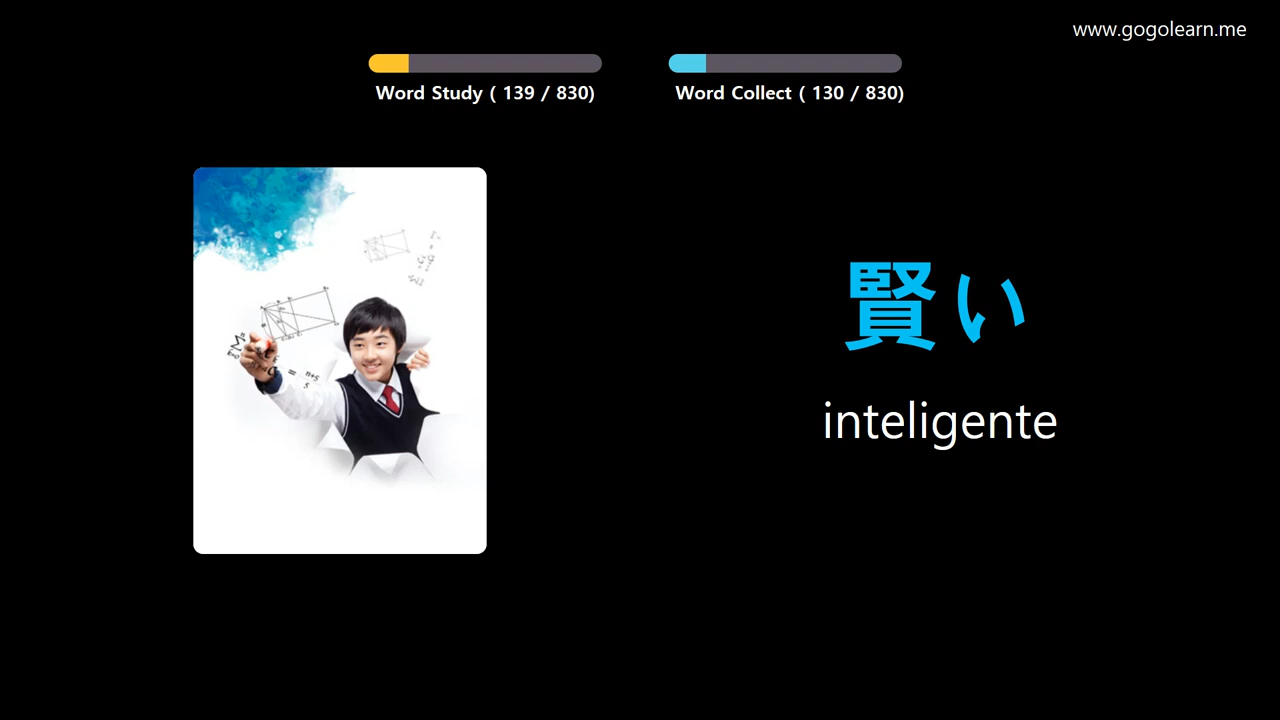 www.gogolearn.me
Word Study ( 139 / 830)
Word Collect ( 130 / 830)
賢い
inteligente